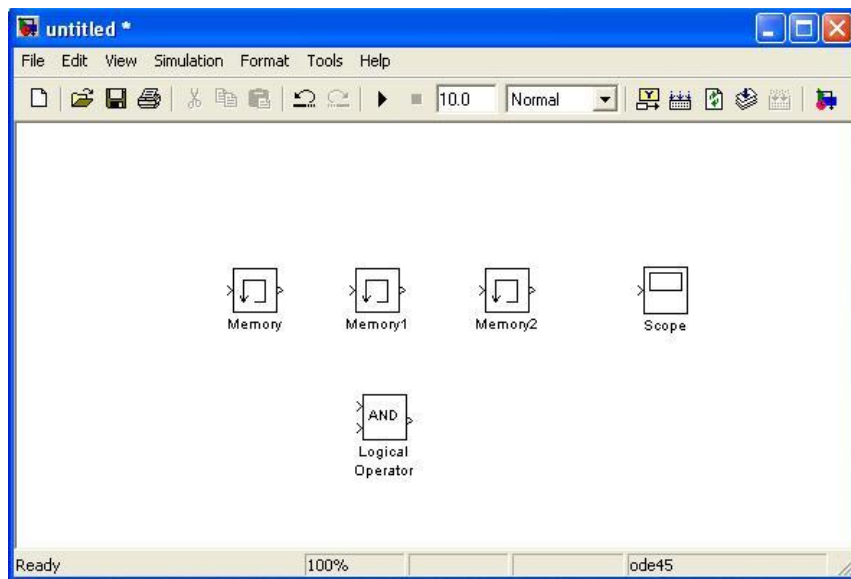 untitled *
File Edit View Simulation Format Tools Help
10.0 Normal
Memory Memory1 Memory2 Scope
AND
Logical
Operator
Ready 100% ode45